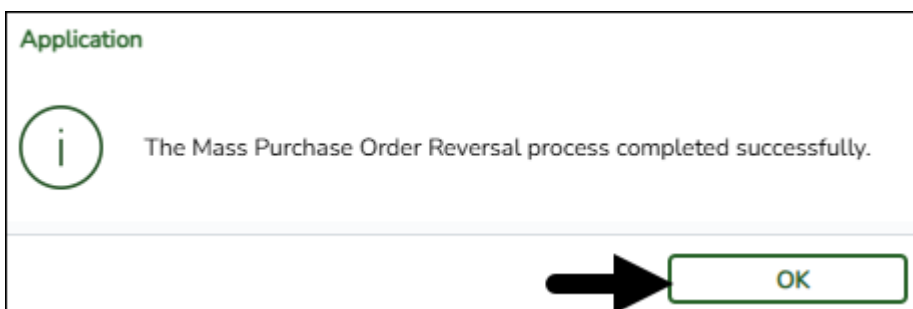 Application
i
The Mass Purchase Order Reversal process completed successfully.
OK